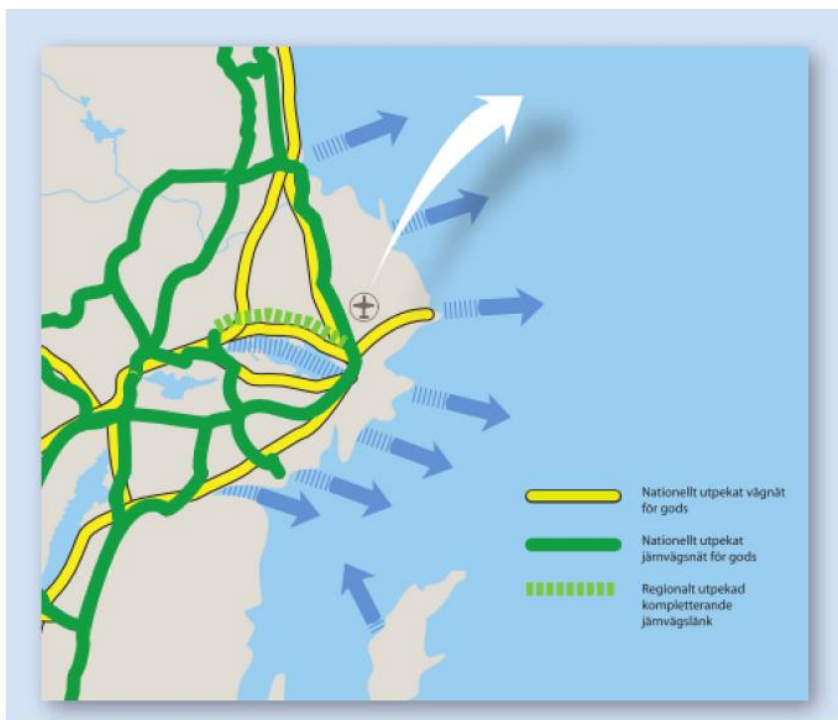 Nationellt utpekat vägnät
för gods
Nationellt utpekat
järnvägsnät för gods
Regionalt utpekad
kompletterande
järnvägslänk